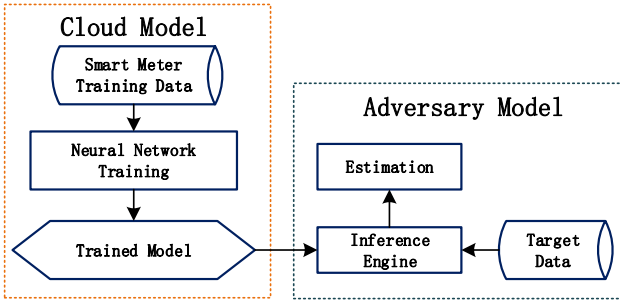 Cloud Model
Smart Meter
Training Data
Neural Network
Training
Trained Model
Adversary Model
Estimation
Inference
Engine
Target
Data